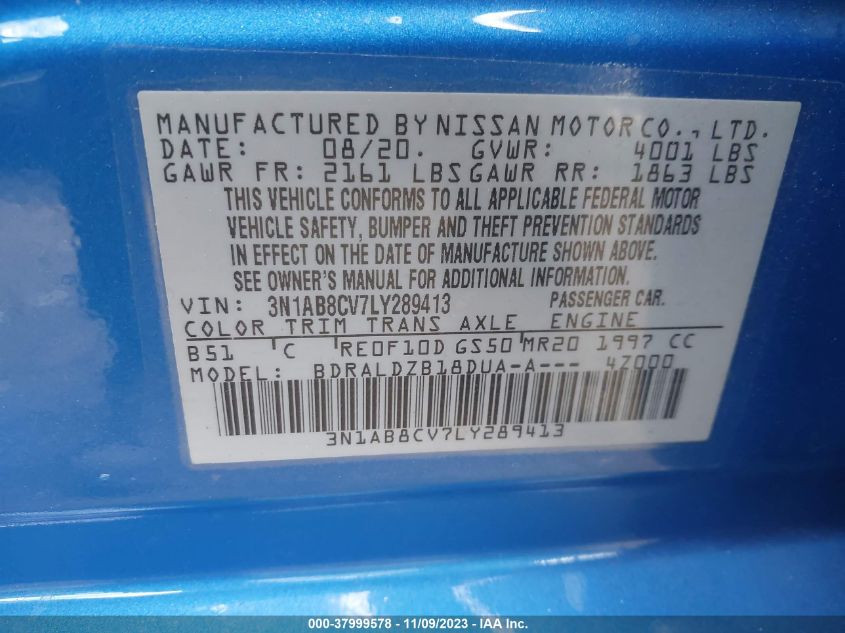 MANUFACTURED BY NISSAN MOTOR CO., LTD.
DATE: 08/20. GVWR: 4001 LBS
GAWR FR: 2161 LBS GAWR RR: 1863 LBS
THIS VEHICLE CONFORMS TO ALL APPLICABLE FEDERAL MOTOR
VEHICLE SAFETY, BUMPER AND THEFT PREVENTION STANDARDS
IN EFFECT ON THE DATE OF MANUFACTURE SHOWN ABOVE.
SEE OWNER'S MANUAL FOR ADDITIONAL INFORMATION.
VIN: 3N1AB8CV7LY289413 PASSENGER CAR.
COLOR TRIM TRANS AXLE ENGINE
B51 C RE0F10D GS50 MR20 1997 CC
MODEL: BDRALDZB18DUA-A--- 4Z000
3N1AB8CV7LY289413
000-37999578 - 11/09/2023 - IAA Inc.